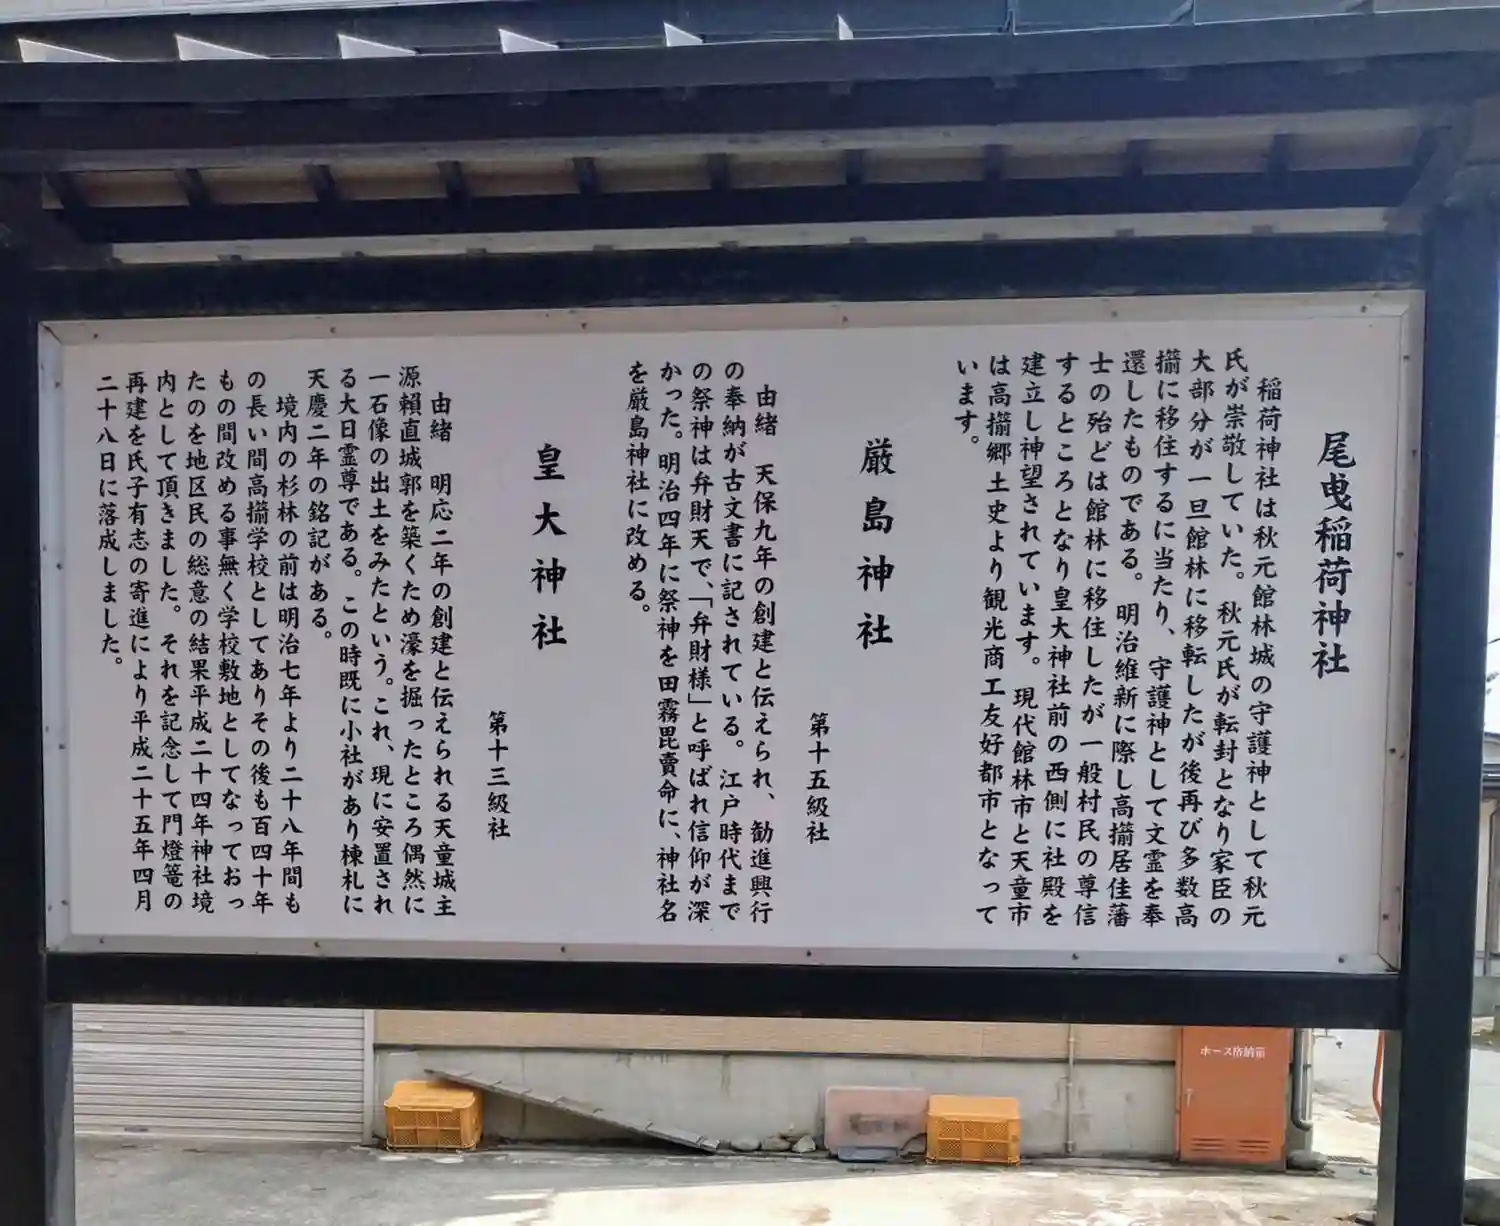 尾曳稲荷神社
稲荷神社は秋元館林城の守護神として秋元
氏が崇敬していた。秋元氏が転封となり家臣の
大部分が一旦館林に移転したが後再び多数高
擶に移住するに当たり、守護神として文霊を奉
還したものである。明治維新に際し高擶居佳藩
士の殆どは館林に移住したが一般村民の尊信
するところとなり皇大神社前の西側に社殿を
建立し神望されています。現代館林市と天童市
は高擶郷土史より観光商工友好都市となって
います。
厳島神社
第十五級社
由緒 天保九年の創建と伝えられ、勧進興行
の奉納が古文書に記されている。江戸時代まで
の祭神は弁財天で、「弁財様」と呼ばれ信仰が深
かった。明治四年に祭神を田霧毘賣命に、神社名
を厳島神社に改める。
皇大神社
第十三級社
由緒 明応二年の創建と伝えられる天童城主
源頼直城郭を築くため濠を掘ったところ偶然に
一石像の出土をみたという。これ、現に安置され
る大日霊尊である。この時既に小社があり棟札に
天慶二年の銘記がある。
境内の杉林の前は明治七年より二十八年間も
の長い間高擶学校としてありその後も百四十年
もの間改める事無く学校敷地としてなっておっ
たのを地区民の総意の結果平成二十四年神社境
内として頂きました。それを記念して門燈篭の
再建を氏子有志の寄進により平成二十五年四月
二十八日に落成しました。
ホース格納箱